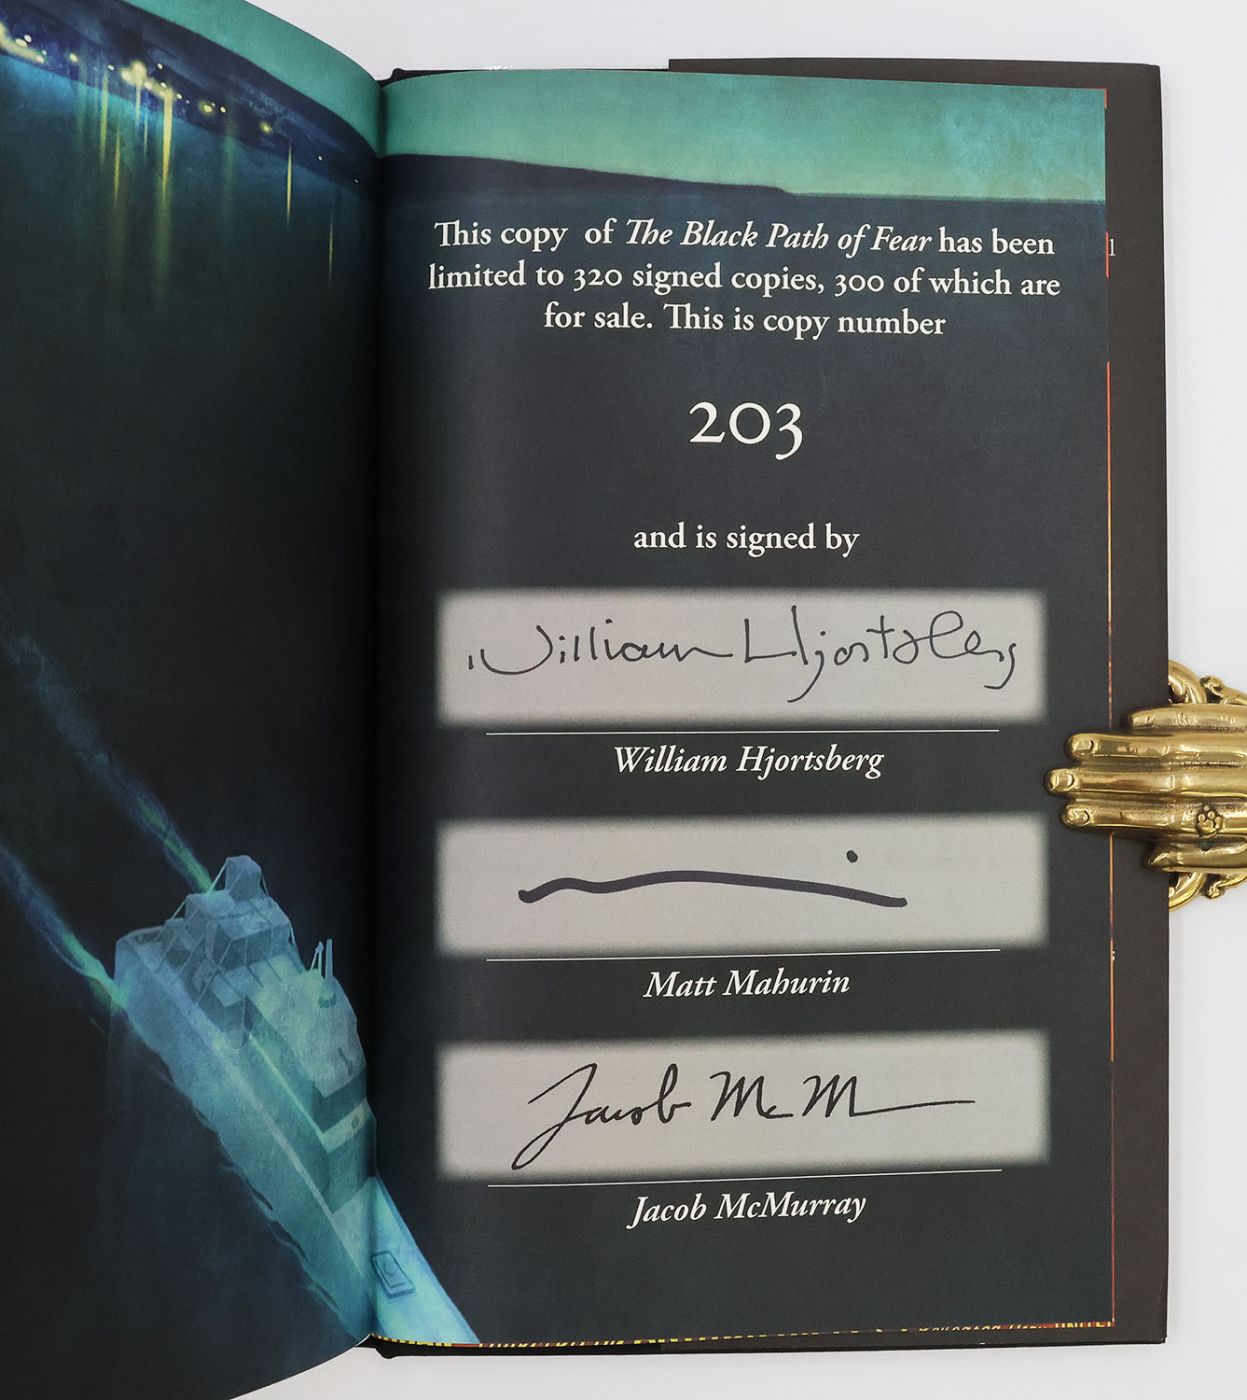 This copy of The Black Path of Fear has been
limited to 320 signed copies, 300 of which are
for sale. This is copy number
203
and is signed by
William Hjortsberg
William Hjortsberg
Matt Mahurin
Jacob McM
Jacob McMurray